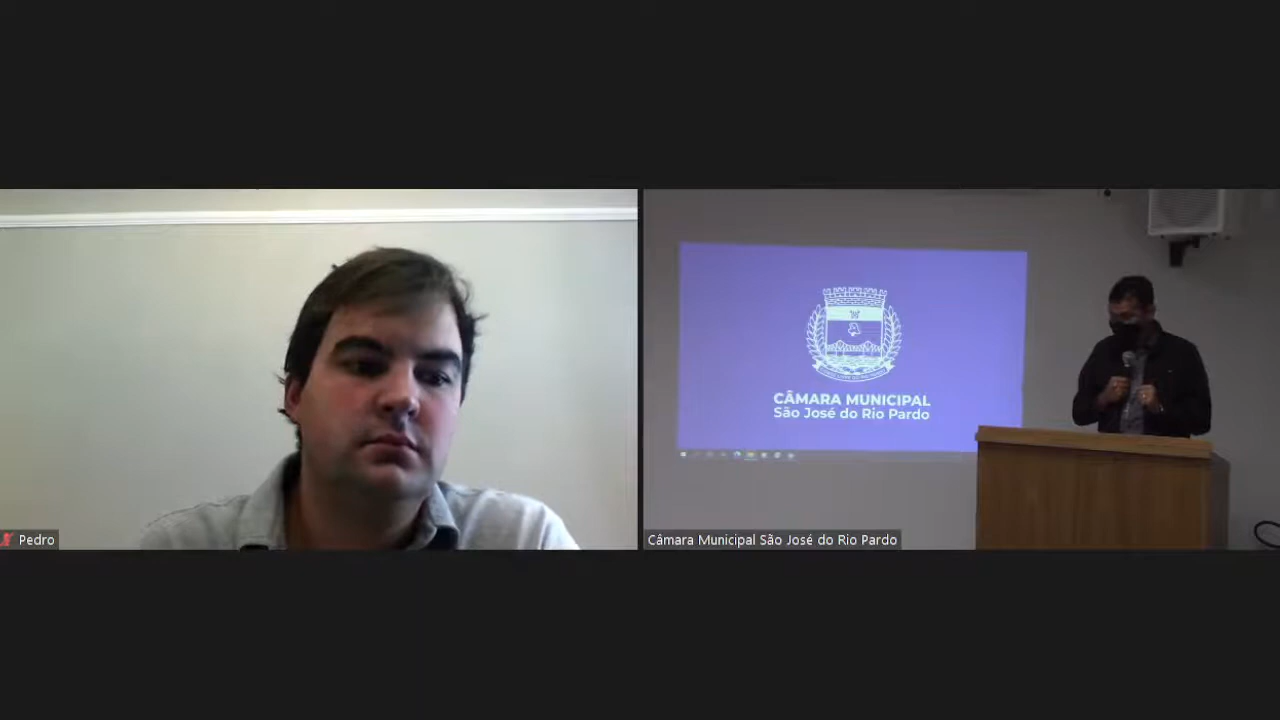 CÂMARA MUNICIPAL
São José do Rio Pardo
Pedro
Câmara Municipal São José do Rio Pardo